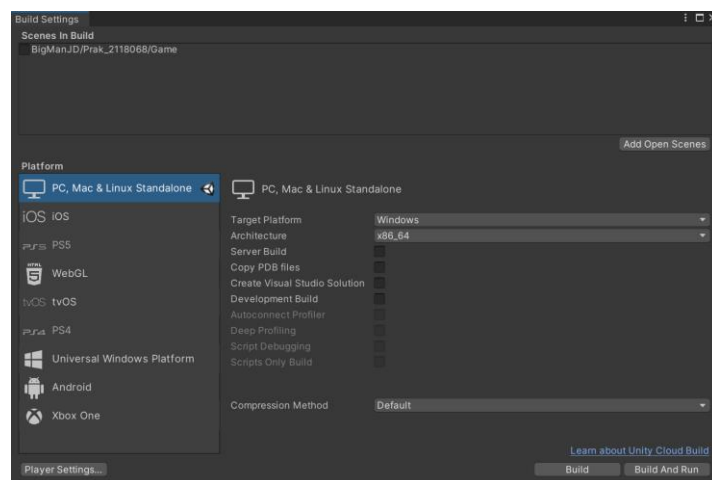 Build Settings
Scenes In Build
BigManJD/Prak_2118068/Game
Add Open Scenes
Platform
PC, Mac & Linux Standalone
iOS iOS
PS5 PS5
HTML 5 WebGL
tvOS tvOS
PS4 PS4
Universal Windows Platform
Android
Xbox One
PC, Mac & Linux Standalone
Target Platform Windows
Architecture x86_64
Server Build
Copy PDB files
Create Visual Studio Solution
Development Build
Autoconnect Profiler
Deep Profiling
Script Debugging
Scripts Only Build
Compression Method Default
Learn about Unity Cloud Build
Player Settings...
Build
Build And Run